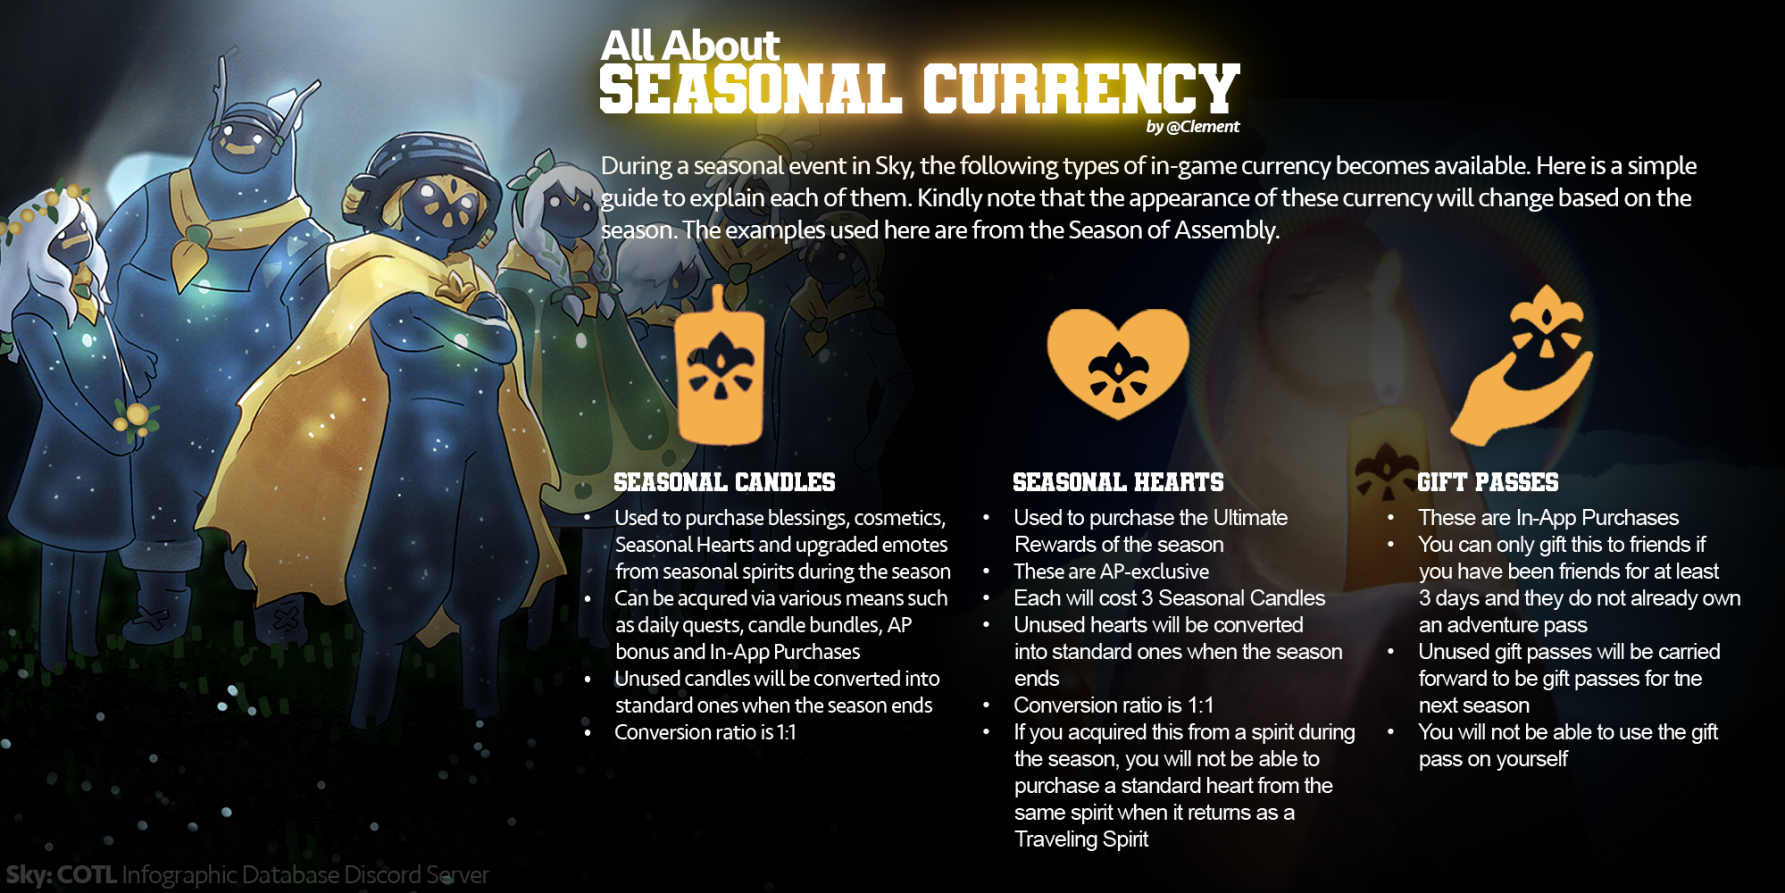 All About
SEASONAL CURRENCY
by @Clement
During a seasonal event in Sky, the following types of in-game currency becomes available. Here is a simple
guide to explain each of them. Kindly note that the appearance of these currency will change based on the
season. The examples used here are from the Season of Assembly.
SEASONAL CANDLES
• Used to purchase blessings, cosmetics,
Seasonal Hearts and upgraded emotes
from seasonal spirits during the season
• Can be acqured via various means such
as daily quests, candle bundles, AP
bonus and In-App Purchases
• Unused candles will be converted into
standard ones when the season ends
• Conversion ratio is 1:1
SEASONAL HEARTS
• Used to purchase the Ultimate
Rewards of the season
• These are AP-exclusive
• Each will cost 3 Seasonal Candles
• Unused hearts will be converted
into standard ones when the season
ends
• Conversion ratio is 1:1
• If you acquired this from a spirit during
the season, you will not be able to
purchase a standard heart from the
same spirit when it returns as a
Traveling Spirit
GIFT PASSES
• These are In-App Purchases
• You can only gift this to friends if
you have been friends for at least
3 days and they do not already own
an adventure pass
• Unused gift passes will be carried
forward to be gift passes for tne
next season
• You will not be able to use the gift
pass on yourself
Sky: COTL Infographic Database Discord Server